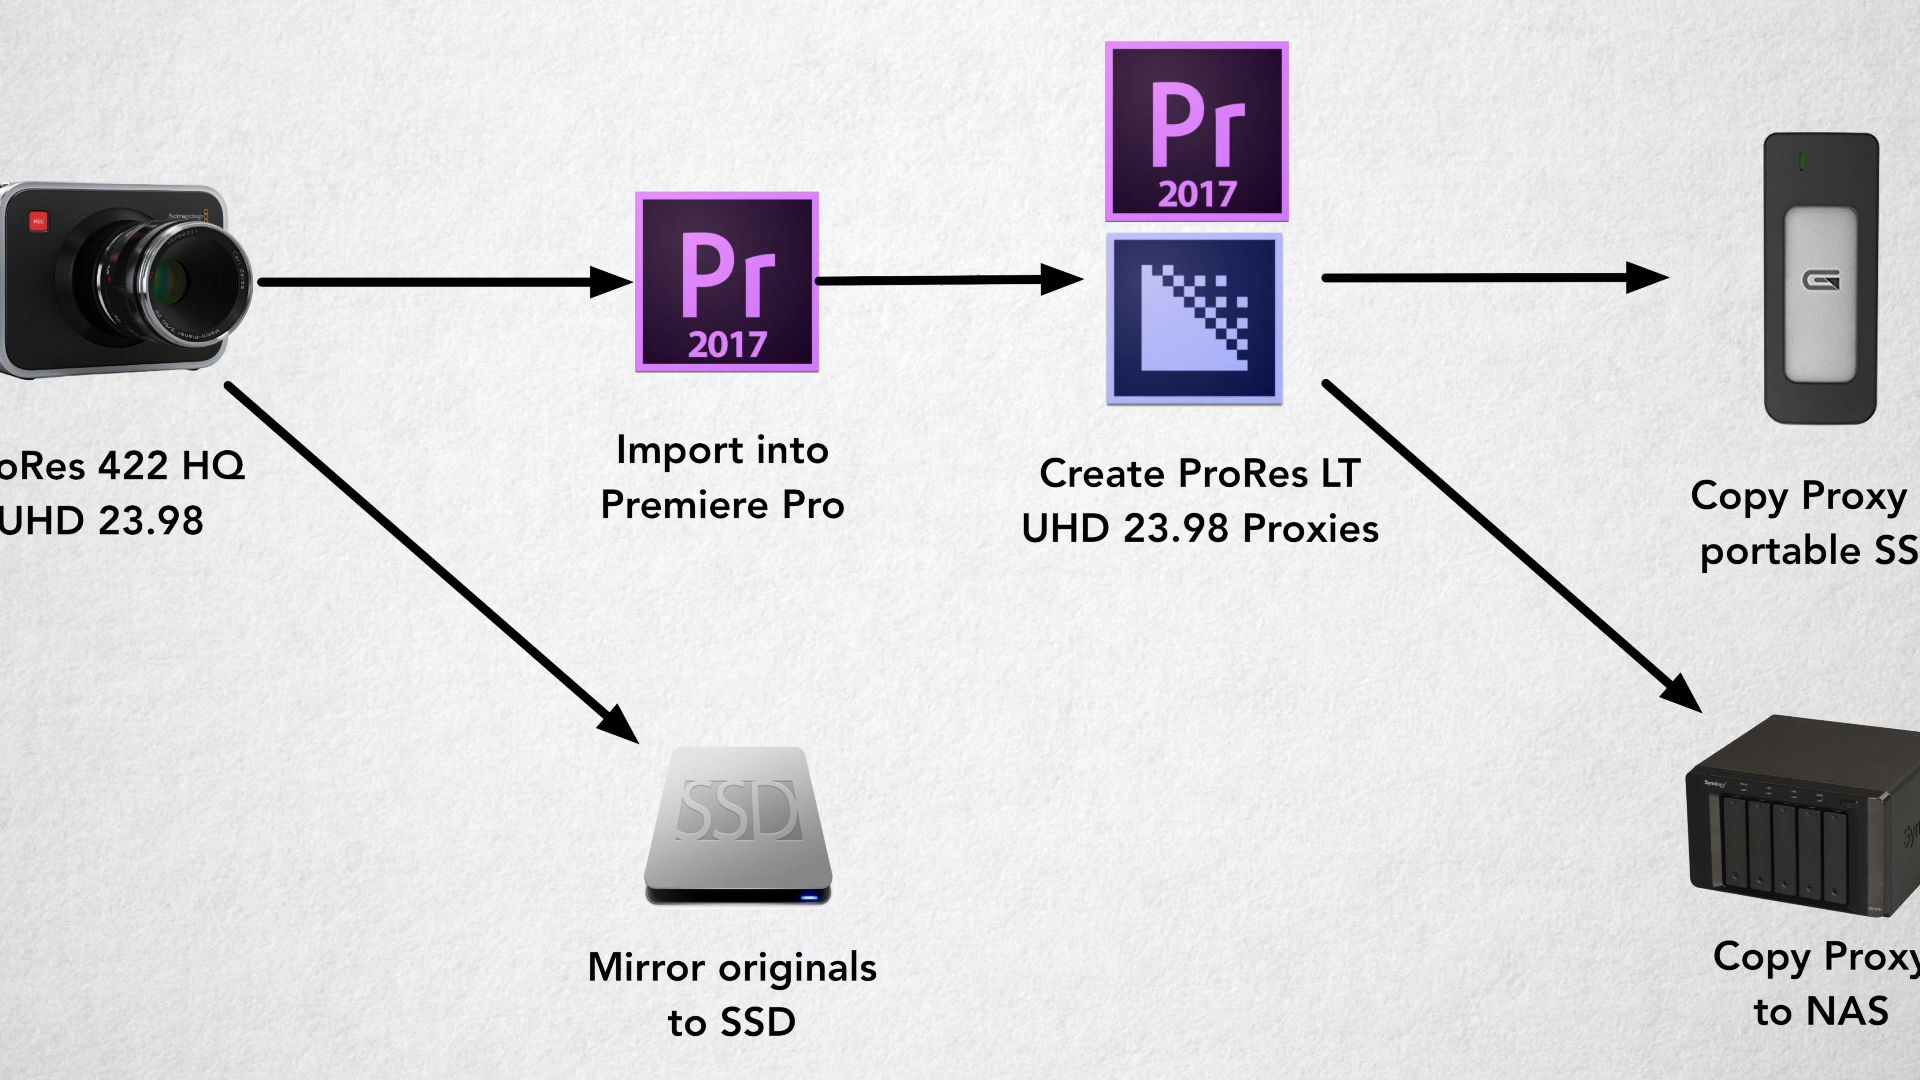 Pr
2017
Pr
2017
oRes 422 HQ
UHD 23.98
Import into
Premiere Pro
Create ProRes LT
UHD 23.98 Proxies
Copy Proxy
portable SS
SSD
Mirror originals
to SSD
Synology
Copy Proxy
to NAS